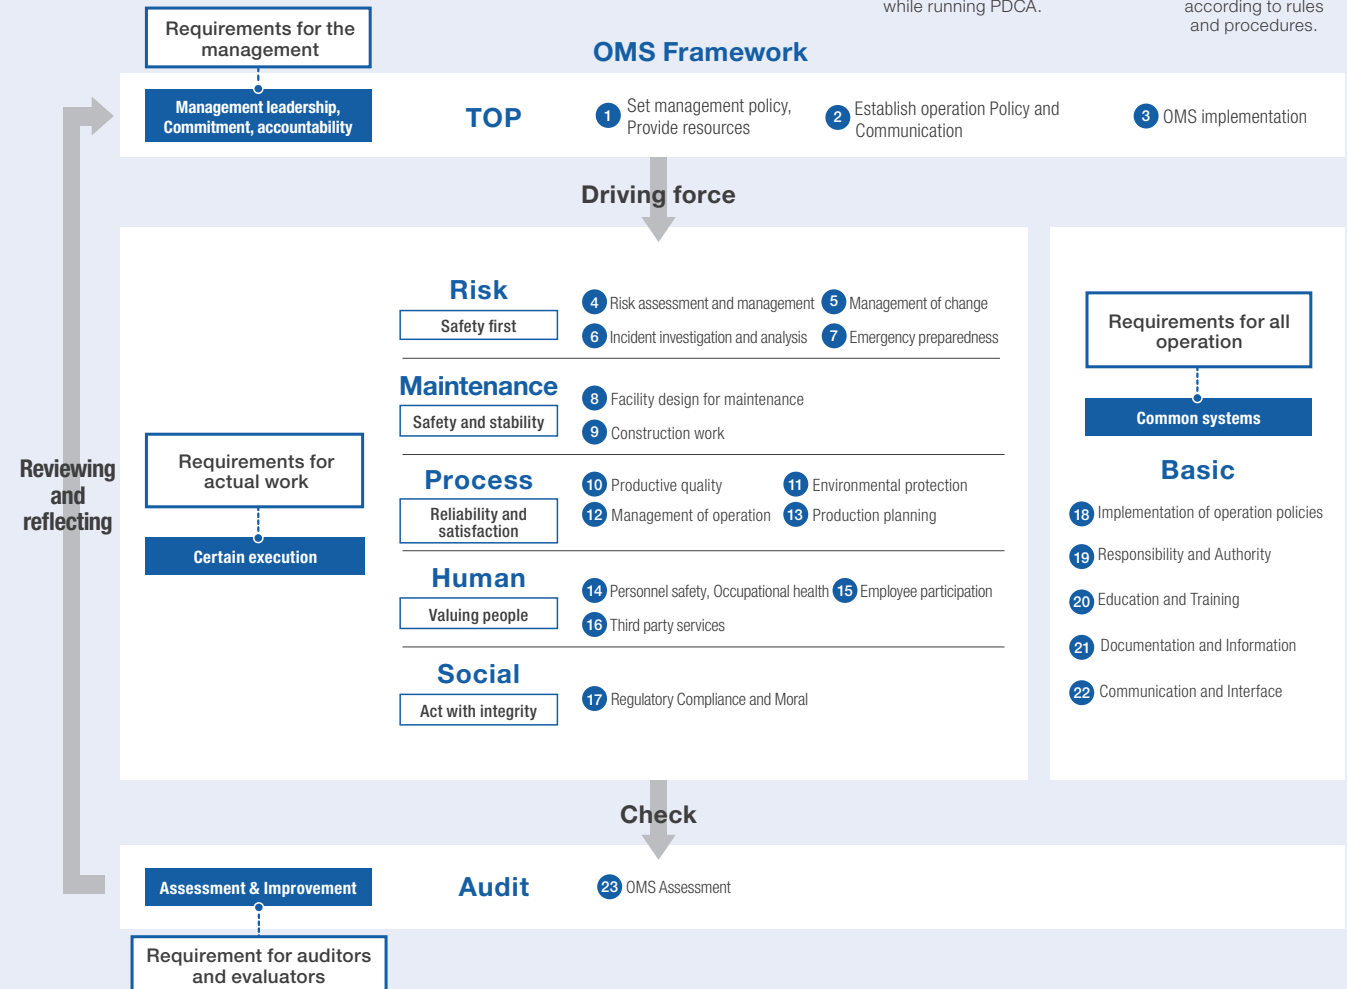 while running PDCA.
according to rules
and procedures.
Requirements for the
management
OMS Framework
Management leadership,
Commitment, accountability
TOP
1 Set management policy,
Provide resources
2 Establish operation Policy and
Communication
3 OMS implementation
Driving force
Risk
Safety first
4 Risk assessment and management
5 Management of change
6 Incident investigation and analysis
7 Emergency preparedness
Maintenance
Safety and stability
8 Facility design for maintenance
9 Construction work
Process
Reliability and
satisfaction
10 Productive quality
11 Environmental protection
12 Management of operation
13 Production planning
Human
Valuing people
14 Personnel safety, Occupational health
15 Employee participation
16 Third party services
Social
Act with integrity
17 Regulatory Compliance and Moral
Requirements for
actual work
Certain execution
Reviewing
and
reflecting
Requirements for all
operation
Common systems
Basic
18 Implementation of operation policies
19 Responsibility and Authority
20 Education and Training
21 Documentation and Information
22 Communication and Interface
Check
Assessment & Improvement
Audit
23 OMS Assessment
Requirement for auditors
and evaluators